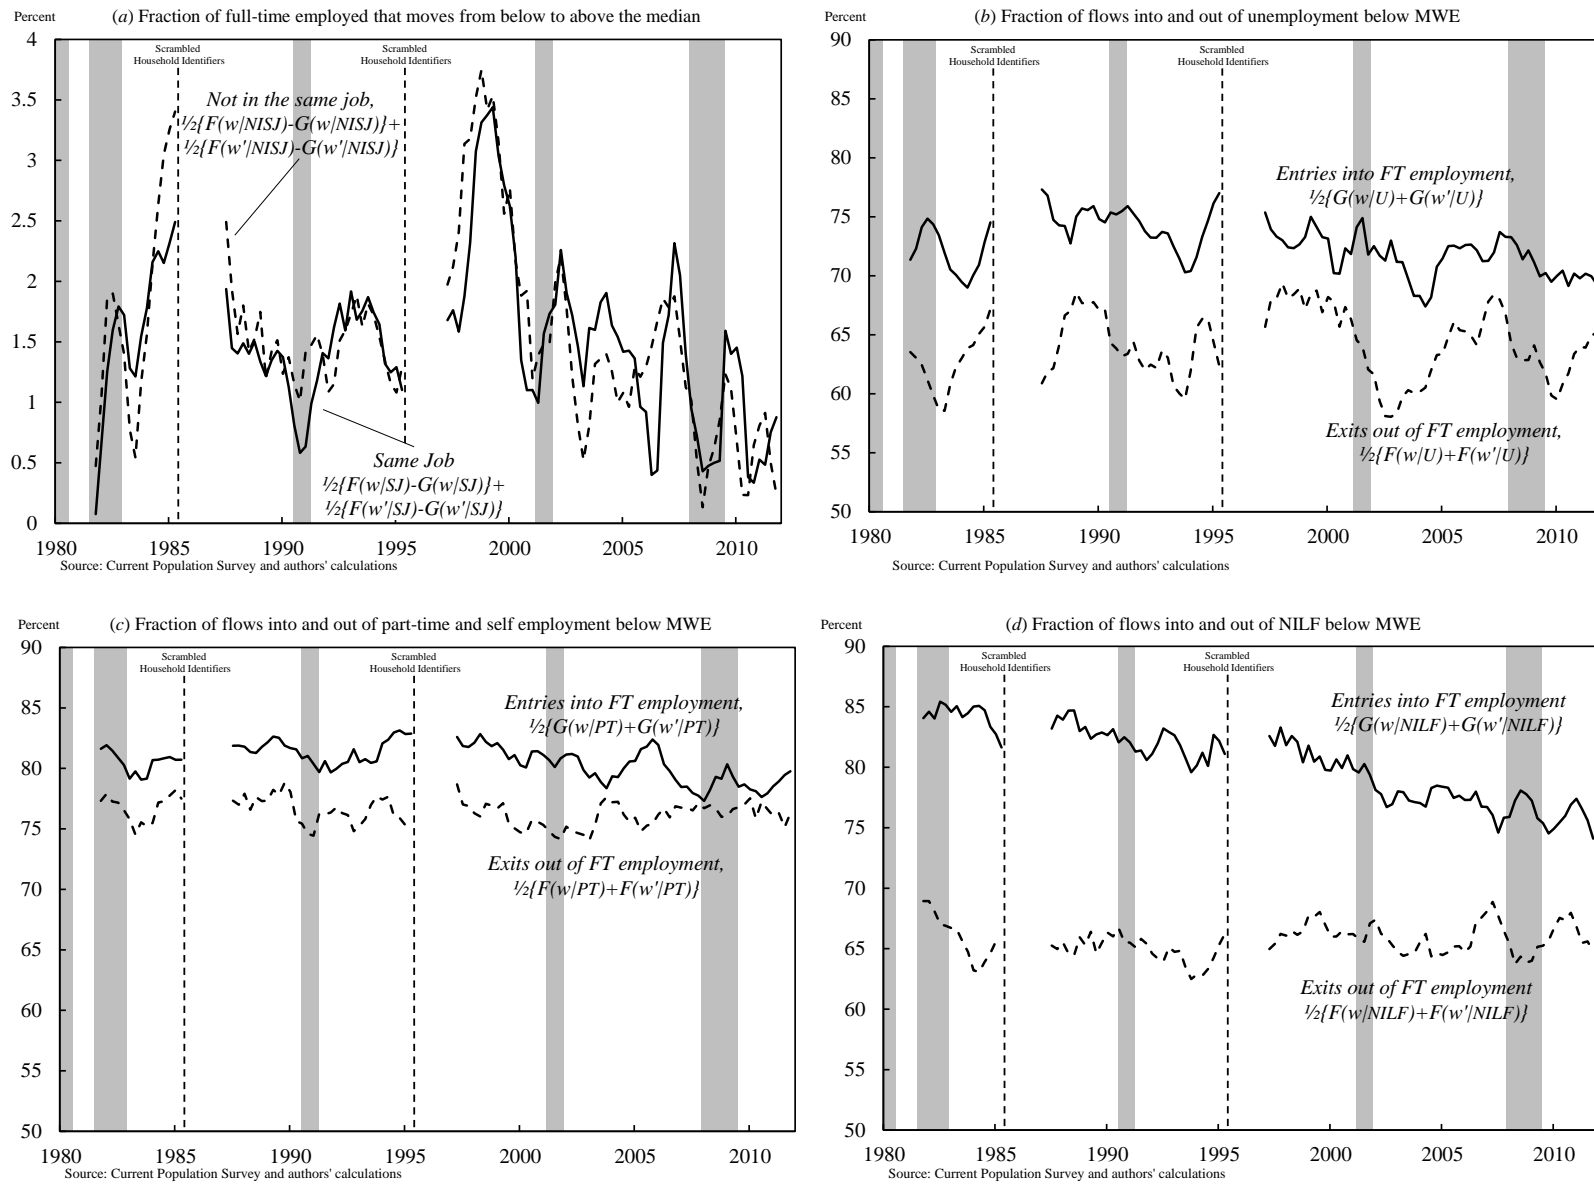 Percent
(a) Fraction of full-time employed that moves from below to above the median
4
3.5
3
2.5
2
1.5
1
0.5
0
Scrambled
Household Identifiers
Scrambled
Household Identifiers
Not in the same job,
½{F(w|NISJ)-G(w|NISJ)}+
½{F(w'|NISJ)-G(w'|NISJ)}
Same Job
½{F(w|SJ)-G(w|SJ)}+
½{F(w'|SJ)-G(w'|SJ)}
1980 1985 1990 1995 2000 2005 2010
Source: Current Population Survey and authors' calculations
Percent
(b) Fraction of flows into and out of unemployment below MWE
90
85
80
75
70
65
60
55
50
Scrambled
Household Identifiers
Scrambled
Household Identifiers
Entries into FT employment,
½{G(w|U)+G(w'|U)}
Exits out of FT employment,
½{F(w|U)+F(w'|U)}
1980 1985 1990 1995 2000 2005 2010
Source: Current Population Survey and authors' calculations
Percent
(c) Fraction of flows into and out of part-time and self employment below MWE
90
85
80
75
70
65
60
55
50
Scrambled
Household Identifiers
Scrambled
Household Identifiers
Entries into FT employment,
½{G(w|PT)+G(w'|PT)}
Exits out of FT employment,
½{F(w|PT)+F(w'|PT)}
1980 1985 1990 1995 2000 2005 2010
Source: Current Population Survey and authors' calculations
Percent
(d) Fraction of flows into and out of NILF below MWE
90
85
80
75
70
65
60
55
50
Scrambled
Household Identifiers
Scrambled
Household Identifiers
Entries into FT employment
½{G(w|NILF)+G(w'|NILF)}
Exits out of FT employment
½{F(w|NILF)+F(w'|NILF)}
1980 1985 1990 1995 2000 2005 2010
Source: Current Population Survey and authors' calculations